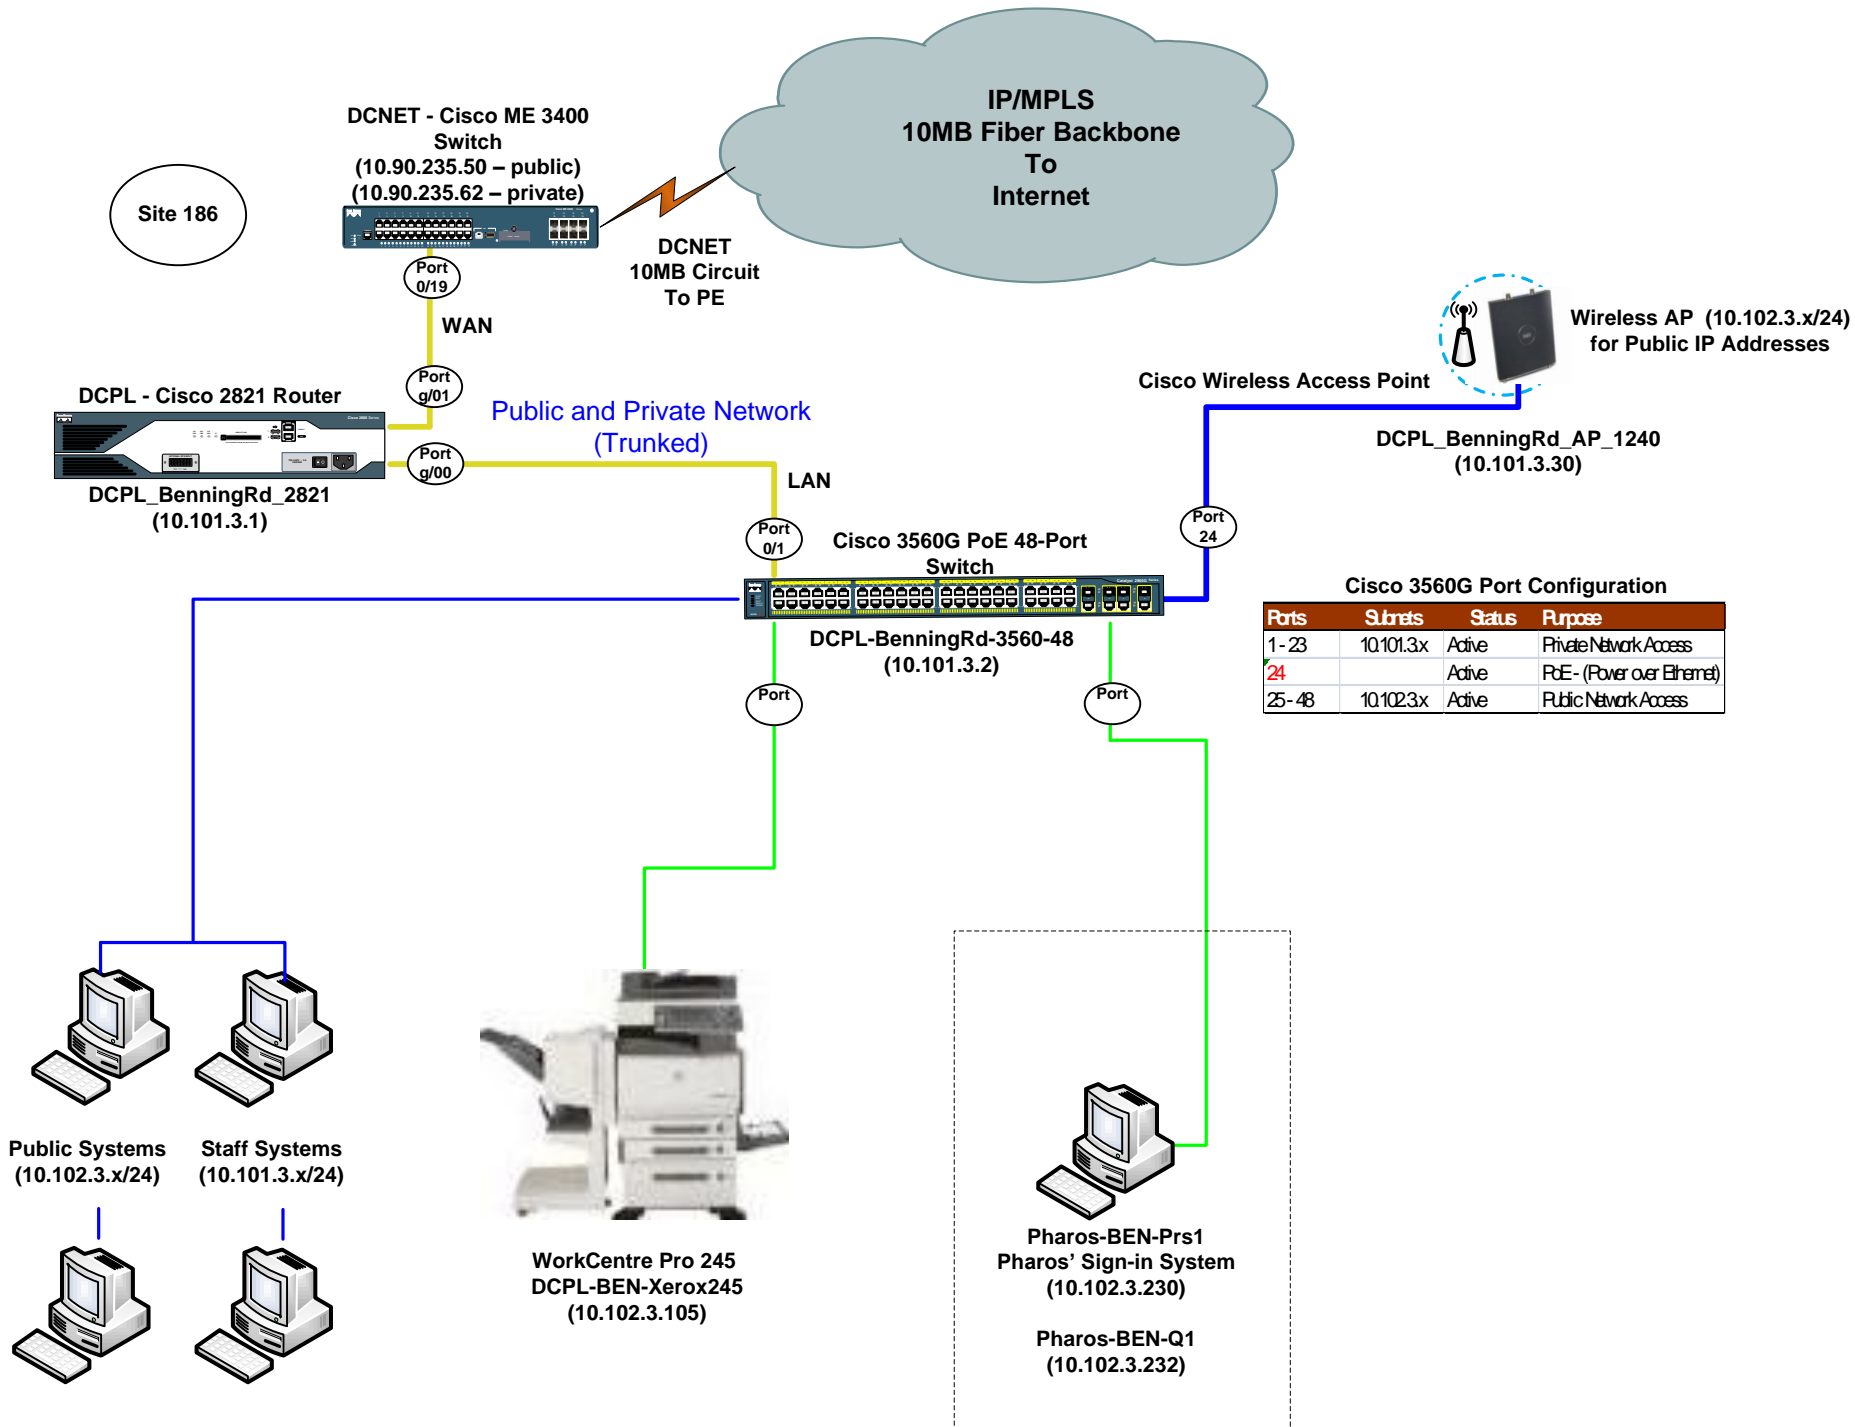 IP/MPLS
10MB Fiber Backbone
To
Internet
DCNET - Cisco ME 3400
Switch
(10.90.235.50 – public)
(10.90.235.62 – private)
Site 186
DCNET
10MB Circuit
To PE
Port
0/19
WAN
Port
g/01
DCPL - Cisco 2821 Router
Cisco 2800 Series
DCPL_BenningRd_2821
(10.101.3.1)
Port
g/00
Public and Private Network
(Trunked)
LAN
Port
0/1
Wireless AP (10.102.3.x/24)
for Public IP Addresses
Cisco Wireless Access Point
DCPL_BenningRd_AP_1240
(10.101.3.30)
Port
24
Cisco 3560G PoE 48-Port
Switch
DCPL-BenningRd-3560-48
(10.101.3.2)
Port
Port
Cisco 3560G Port Configuration
Ports Subnets Status Purpose
1 - 23 10.101.3.x Active Private Network Access
24 Active PoE - (Power over Ethernet)
25 - 48 10.102.3.x Active Public Network Access
Public Systems
(10.102.3.x/24)
Staff Systems
(10.101.3.x/24)
WorkCentre Pro 245
DCPL-BEN-Xerox245
(10.102.3.105)
Pharos-BEN-Prs1
Pharos’ Sign-in System
(10.102.3.230)
Pharos-BEN-Q1
(10.102.3.232)